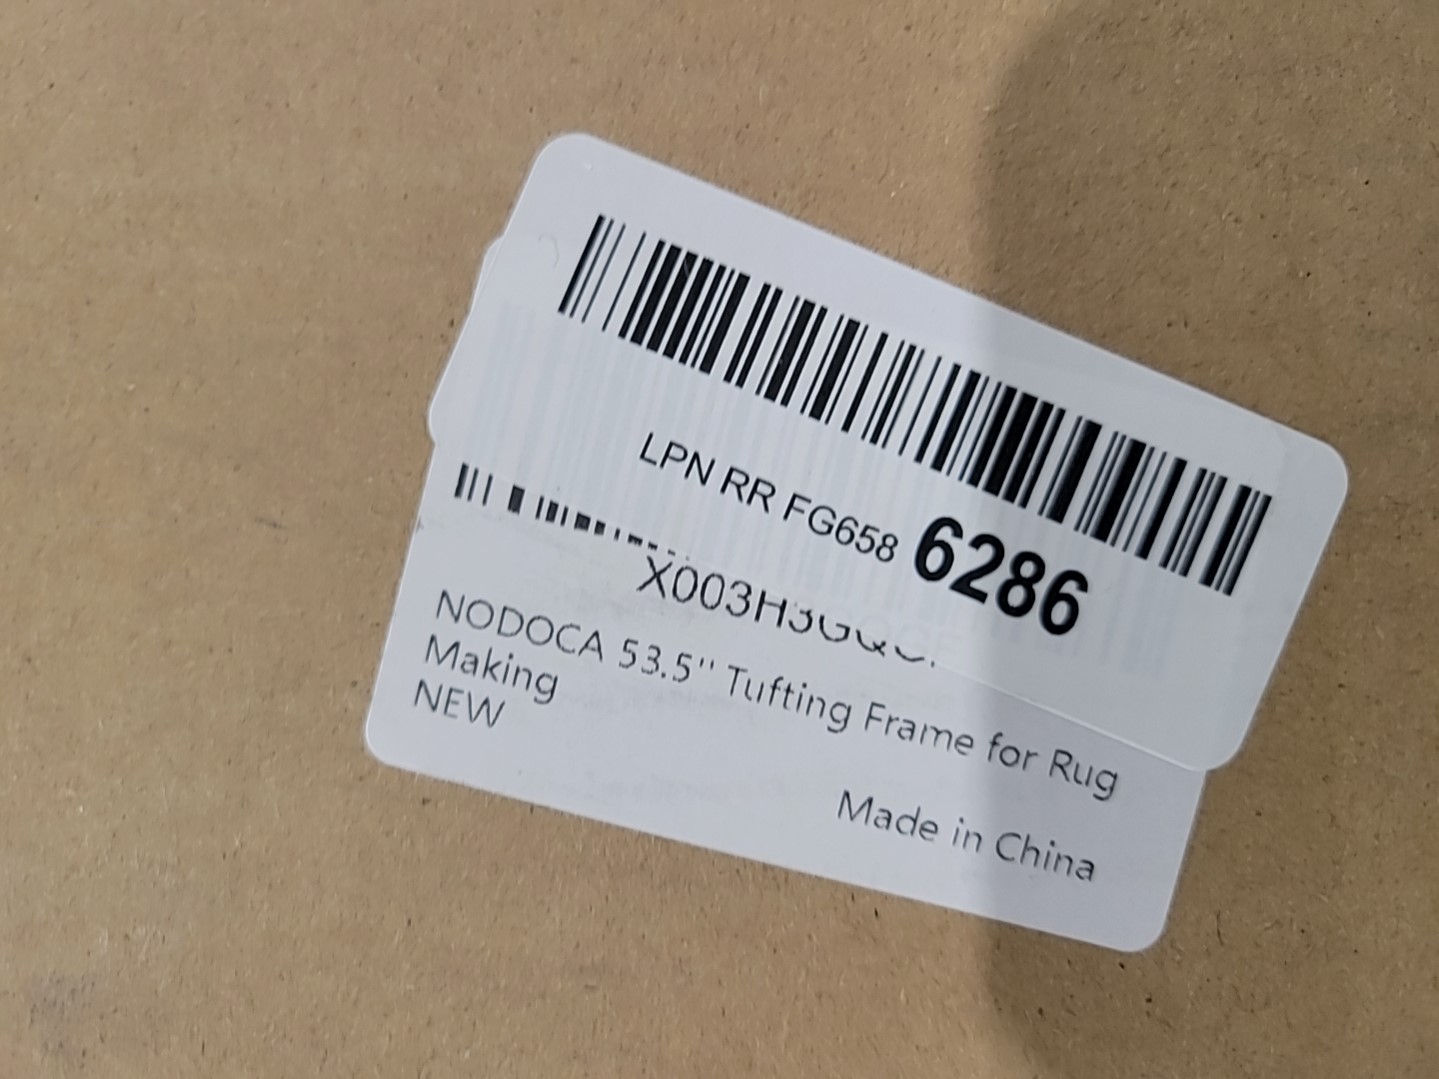 LPN RR FG658 6286
NODOCA 53.5'' Tufting Frame for Rug
Making
NEW
Made in China